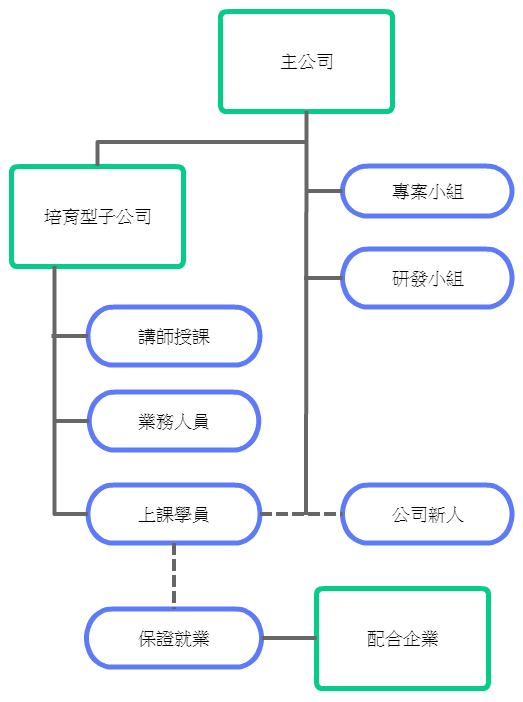 主公司
培育型子公司
專案小組
研發小組
講師授課
業務人員
上課學員
公司新人
保證就業
配合企業